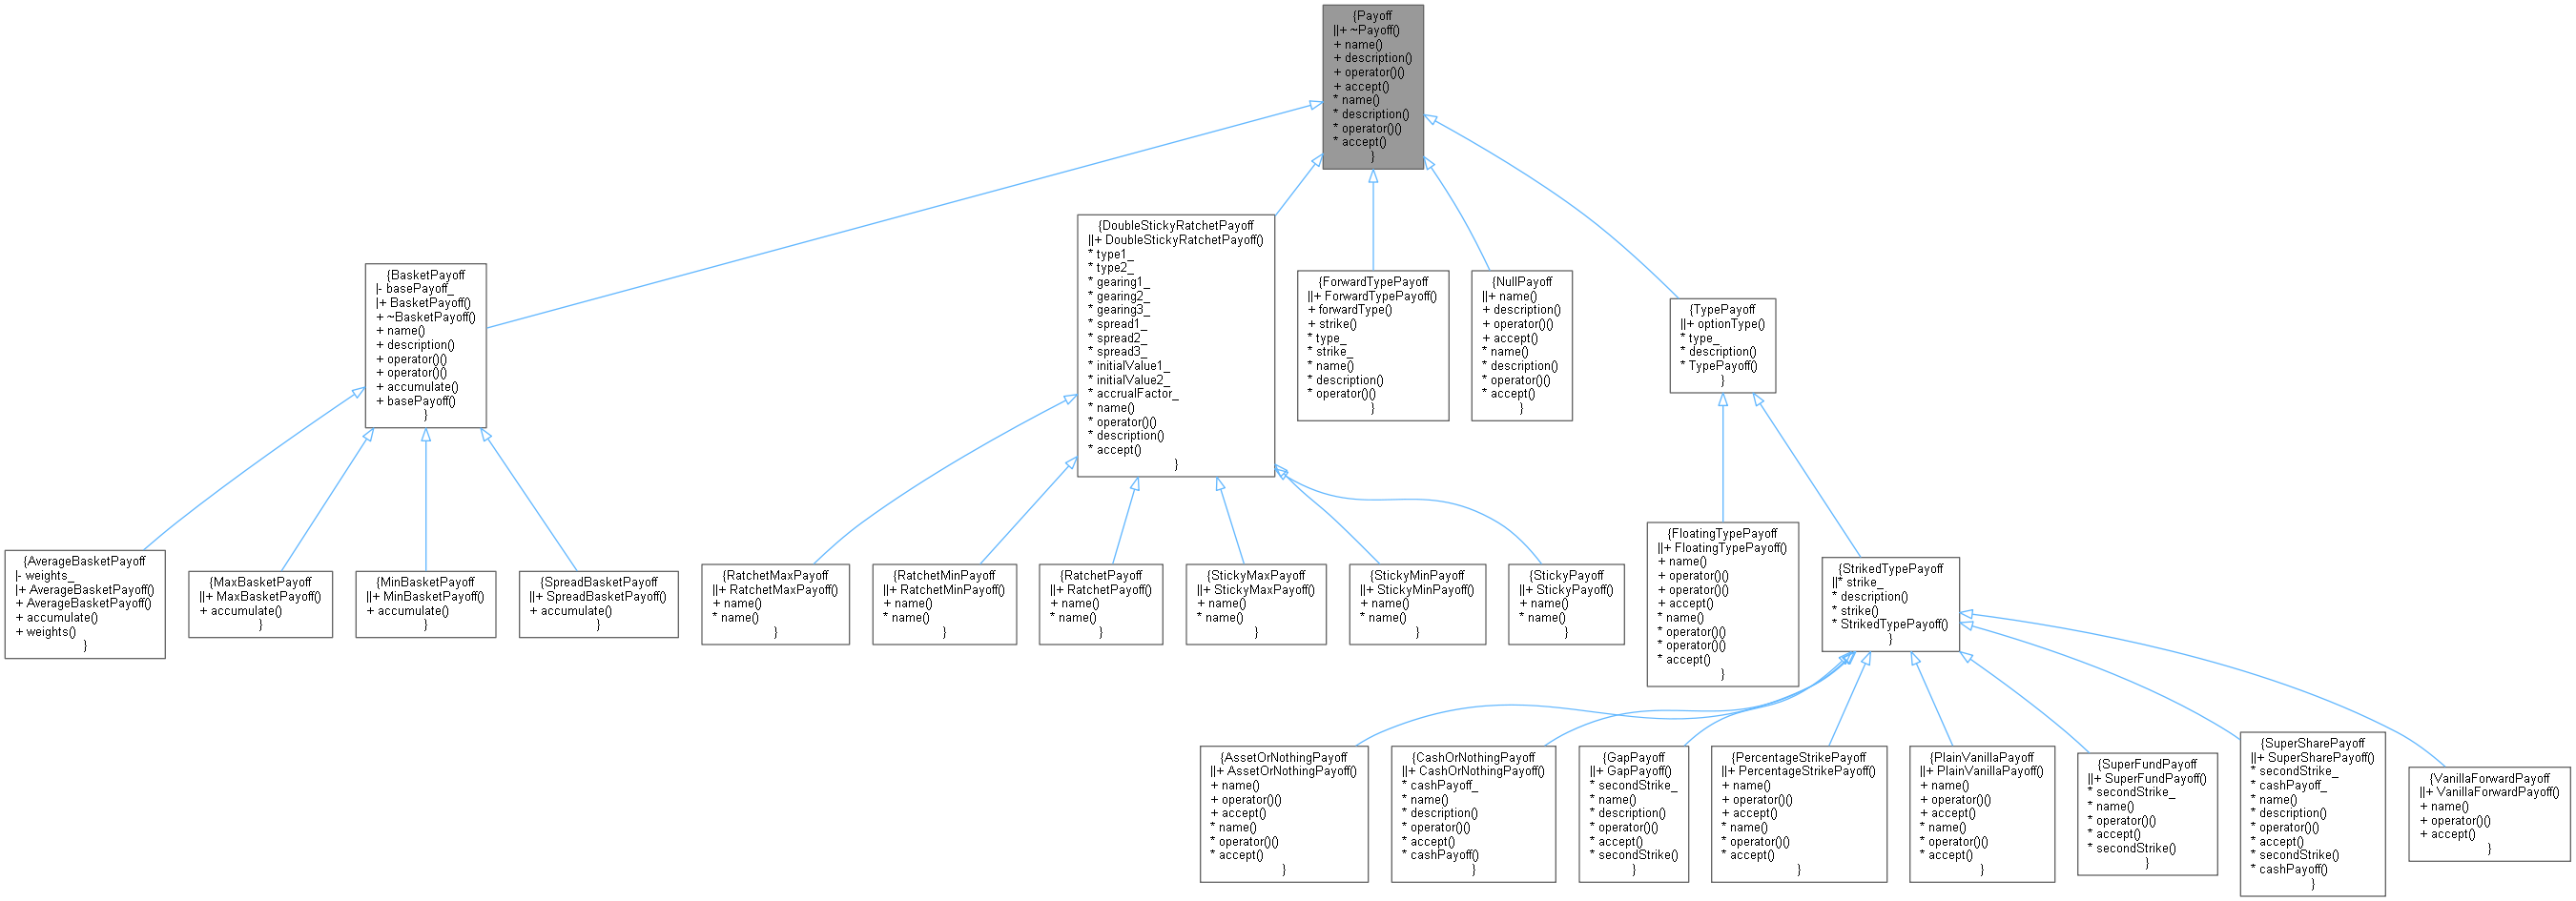 {Payoff
||+ ~Payoff()
+ name()
+ description()
+ operator()()
+ accept()
* name()
* description()
* operator()()
* accept()
}
{BasketPayoff
|- basePayoff_
|+ BasketPayoff()
+ ~BasketPayoff()
+ name()
+ description()
+ operator()()
+ operator()()
+ accumulate()
+ basePayoff()
}
{DoubleStickyRatchetPayoff
||+ DoubleStickyRatchetPayoff()
* type1_
* type2_
* gearing1_
* gearing2_
* gearing3_
* spread1_
* spread2_
* spread3_
* initialValue1_
* initialValue2_
* accrualFactor_
* name()
* operator()()
* description()
* accept()
}
{ForwardTypePayoff
||+ ForwardTypePayoff()
+ forwardType()
+ strike()
* type_
* strike_
* name()
* description()
* operator()()
}
{NullPayoff
||+ name()
+ description()
+ operator()()
+ accept()
* name()
* description()
* operator()()
* accept()
}
{TypePayoff
||+ optionType()
* type_
* description()
* TypePayoff()
}
{AverageBasketPayoff
|- weights_
|+ AverageBasketPayoff()
+ AverageBasketPayoff()
+ accumulate()
+ weights()
}
{MaxBasketPayoff
||+ MaxBasketPayoff()
+ accumulate()
}
{MinBasketPayoff
||+ MinBasketPayoff()
+ accumulate()
}
{SpreadBasketPayoff
||+ SpreadBasketPayoff()
+ accumulate()
}
{RatchetMaxPayoff
||+ RatchetMaxPayoff()
+ name()
* name()
}
{RatchetMinPayoff
||+ RatchetMinPayoff()
+ name()
* name()
}
{RatchetPayoff
||+ RatchetPayoff()
+ name()
* name()
}
{StickyMaxPayoff
||+ StickyMaxPayoff()
+ name()
* name()
}
{StickyMinPayoff
||+ StickyMinPayoff()
+ name()
* name()
}
{StickyPayoff
||+ StickyPayoff()
+ name()
* name()
}
{FloatingTypePayoff
||+ FloatingTypePayoff()
+ name()
+ operator()()
+ operator()()
+ accept()
* name()
* operator()()
* operator()()
* accept()
}
{StrikedTypePayoff
||* strike_
* description()
* strike()
* StrikedTypePayoff()
}
{AssetOrNothingPayoff
||+ AssetOrNothingPayoff()
+ name()
+ operator()()
+ accept()
* name()
* operator()()
* accept()
}
{CashOrNothingPayoff
||+ CashOrNothingPayoff()
* cashPayoff_
* name()
* description()
* operator()()
* accept()
* cashPayoff()
}
{GapPayoff
||+ GapPayoff()
* secondStrike_
* name()
* description()
* operator()()
* accept()
* secondStrike()
}
{PercentageStrikePayoff
||+ PercentageStrikePayoff()
+ name()
+ operator()()
+ accept()
* name()
* operator()()
* accept()
}
{PlainVanillaPayoff
||+ PlainVanillaPayoff()
+ name()
+ operator()()
+ accept()
* name()
* operator()()
* accept()
}
{SuperFundPayoff
||+ SuperFundPayoff()
* secondStrike_
* name()
* operator()()
* accept()
* secondStrike()
}
{SuperSharePayoff
||+ SuperSharePayoff()
* secondStrike_
* cashPayoff_
* name()
* description()
* operator()()
* accept()
* secondStrike()
* cashPayoff()
}
{VanillaForwardPayoff
||+ VanillaForwardPayoff()
+ name()
+ operator()()
+ accept()
}